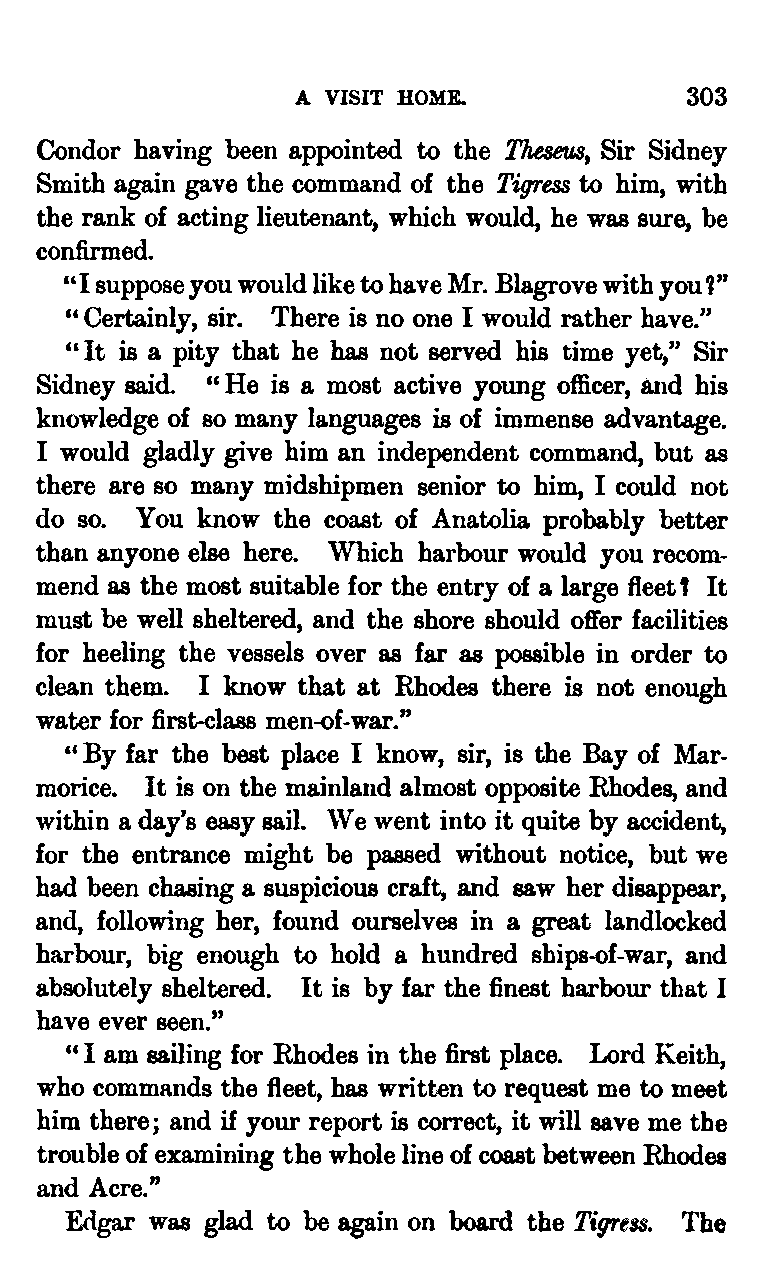 A VISIT HOME. 303
Condor having been appointed to the Theseus, Sir Sidney
Smith again gave the command of the Tigress to him, with
the rank of acting lieutenant, which would, he was sure, be
confirmed.
"I suppose you would like to have Mr. Blagrove with you?"
"Certainly, sir. There is no one I would rather have."
"It is a pity that he has not served his time yet," Sir
Sidney said. "He is a most active young officer, and his
knowledge of so many languages is of immense advantage.
I would gladly give him an independent command, but as
there are so many midshipmen senior to him, I could not
do so. You know the coast of Anatolia probably better
than anyone else here. Which harbour would you recom-
mend as the most suitable for the entry of a large fleet? It
must be well sheltered, and the shore should offer facilities
for heeling the vessels over as far as possible in order to
clean them. I know that at Rhodes there is not enough
water for first-class men-of-war."
"By far the best place I know, sir, is the Bay of Mar-
morice. It is on the mainland almost opposite Rhodes, and
within a day's easy sail. We went into it quite by accident,
for the entrance might be passed without notice, but we
had been chasing a suspicious craft, and saw her disappear,
and, following her, found ourselves in a great landlocked
harbour, big enough to hold a hundred ships-of-war, and
absolutely sheltered. It is by far the finest harbour that I
have ever seen."
"I am sailing for Rhodes in the first place. Lord Keith,
who commands the fleet, has written to request me to meet
him there; and if your report is correct, it will save me the
trouble of examining the whole line of coast between Rhodes
and Acre."
Edgar was glad to be again on board the Tigress. The